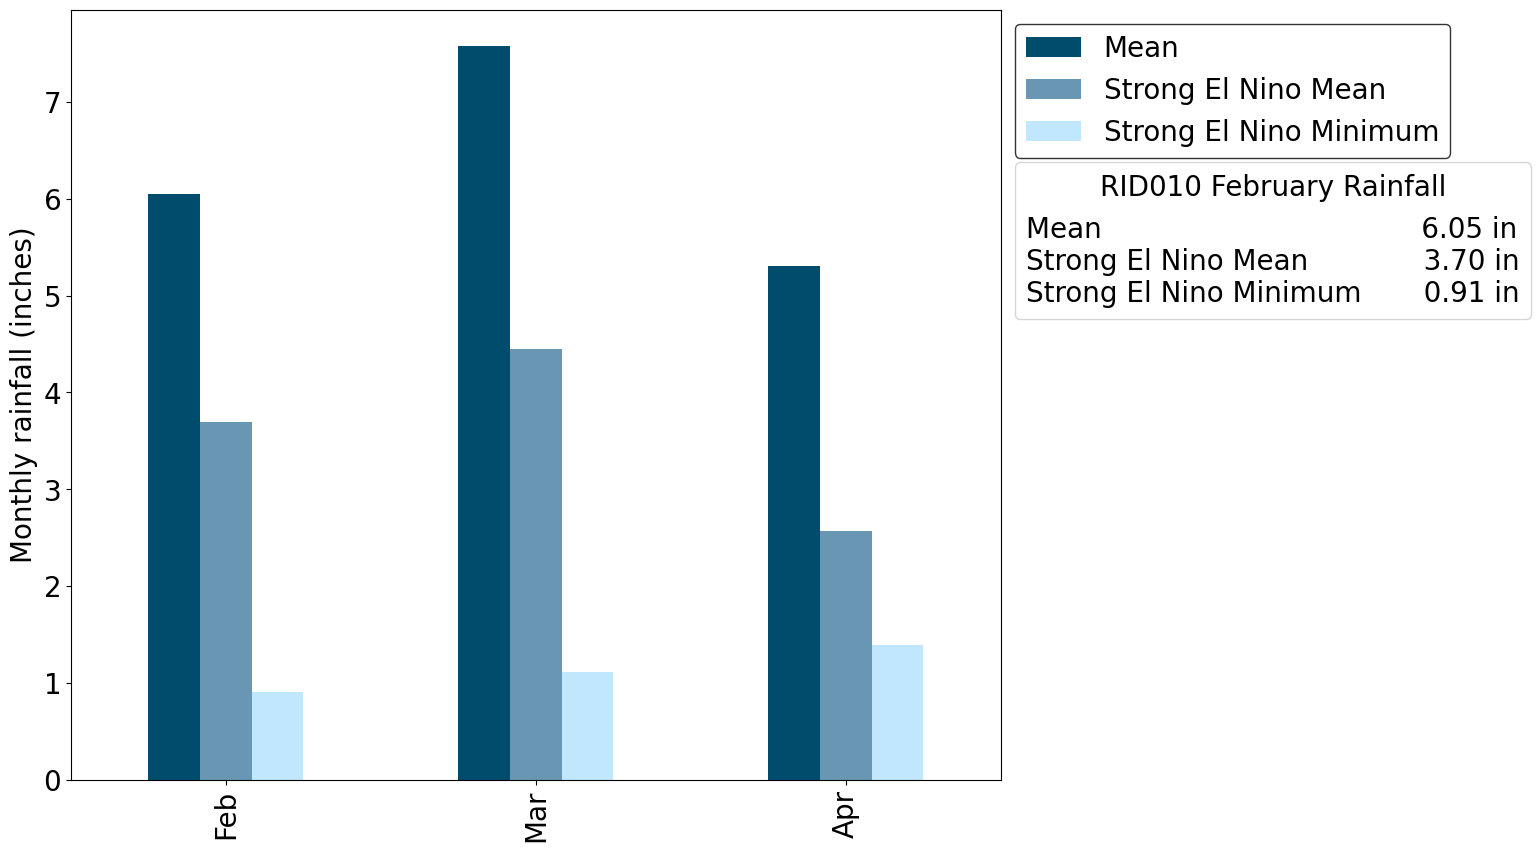 Monthly rainfall (inches)
7
6
5
4
3
2
1
0
Feb
Mar
Apr
Mean
Strong El Nino Mean
Strong El Nino Minimum
RID010 February Rainfall
Mean 6.05 in
Strong El Nino Mean 3.70 in
Strong El Nino Minimum 0.91 in